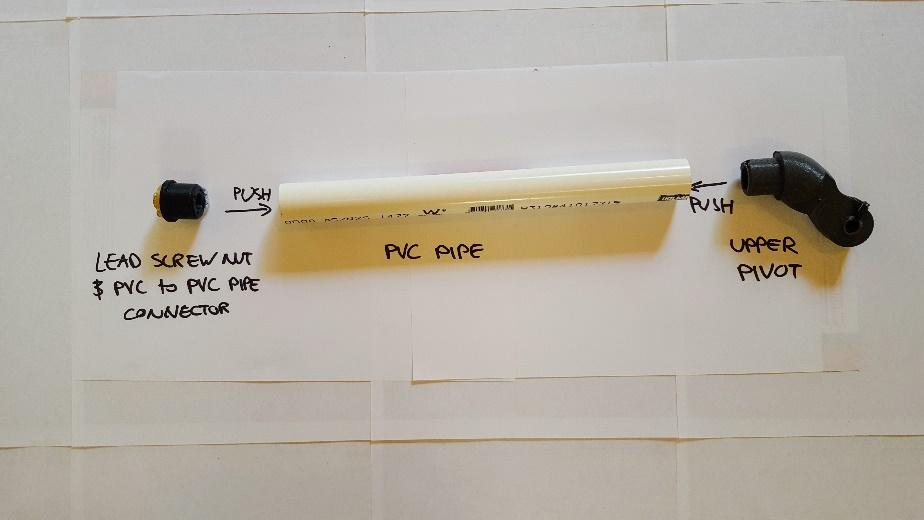 PUSH
LEAD SCREW NUT
$ PVC to PVC PIPE
CONNECTOR
PVC PIPE
PUSH
UPPER
PIVOT